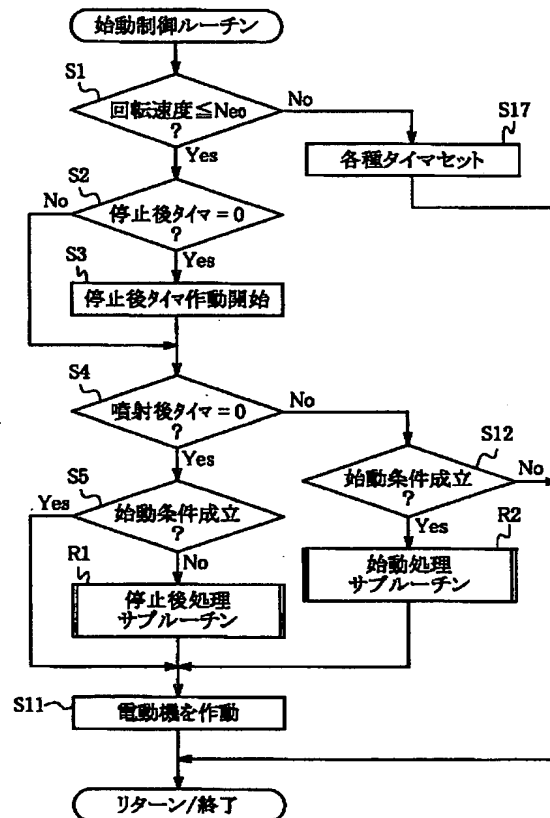 始動制御ルーチン
S1
回転速度≦Neo
?
No
Yes
S17
各種タイマセット
S2
No
停止後タイマ=0
?
Yes
S3
停止後タイマ作動開始
S4
噴射後タイマ=0
?
No
Yes
S12
始動条件成立
?
No
Yes
S5
Yes
始動条件成立
?
No
R1
停止後処理
サブルーチン
R2
始動処理
サブルーチン
S11
電動機を作動
リターン/終了